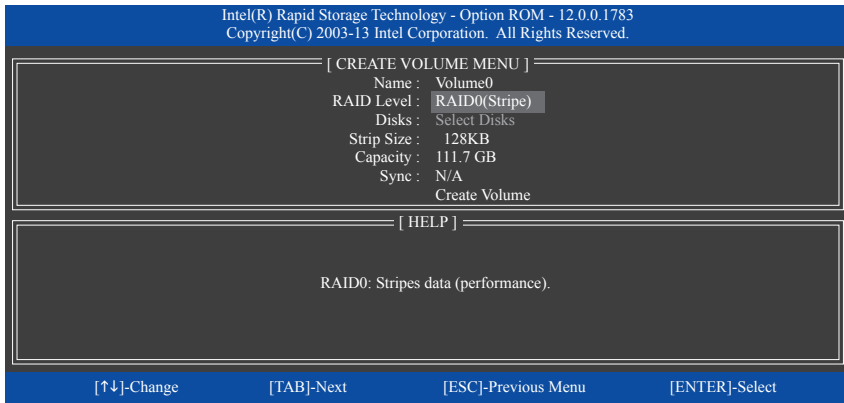 Intel(R) Rapid Storage Technology - Option ROM - 12.0.0.1783
Copyright(C) 2003-13 Intel Corporation. All Rights Reserved.
[ CREATE VOLUME MENU ]
Name : Volume0
RAID Level : RAID0(Stripe)
Disks : Select Disks
Strip Size : 128KB
Capacity : 111.7 GB
Sync : N/A
Create Volume
[ HELP ]
RAID0: Stripes data (performance).
[↑↓]-Change [TAB]-Next [ESC]-Previous Menu [ENTER]-Select